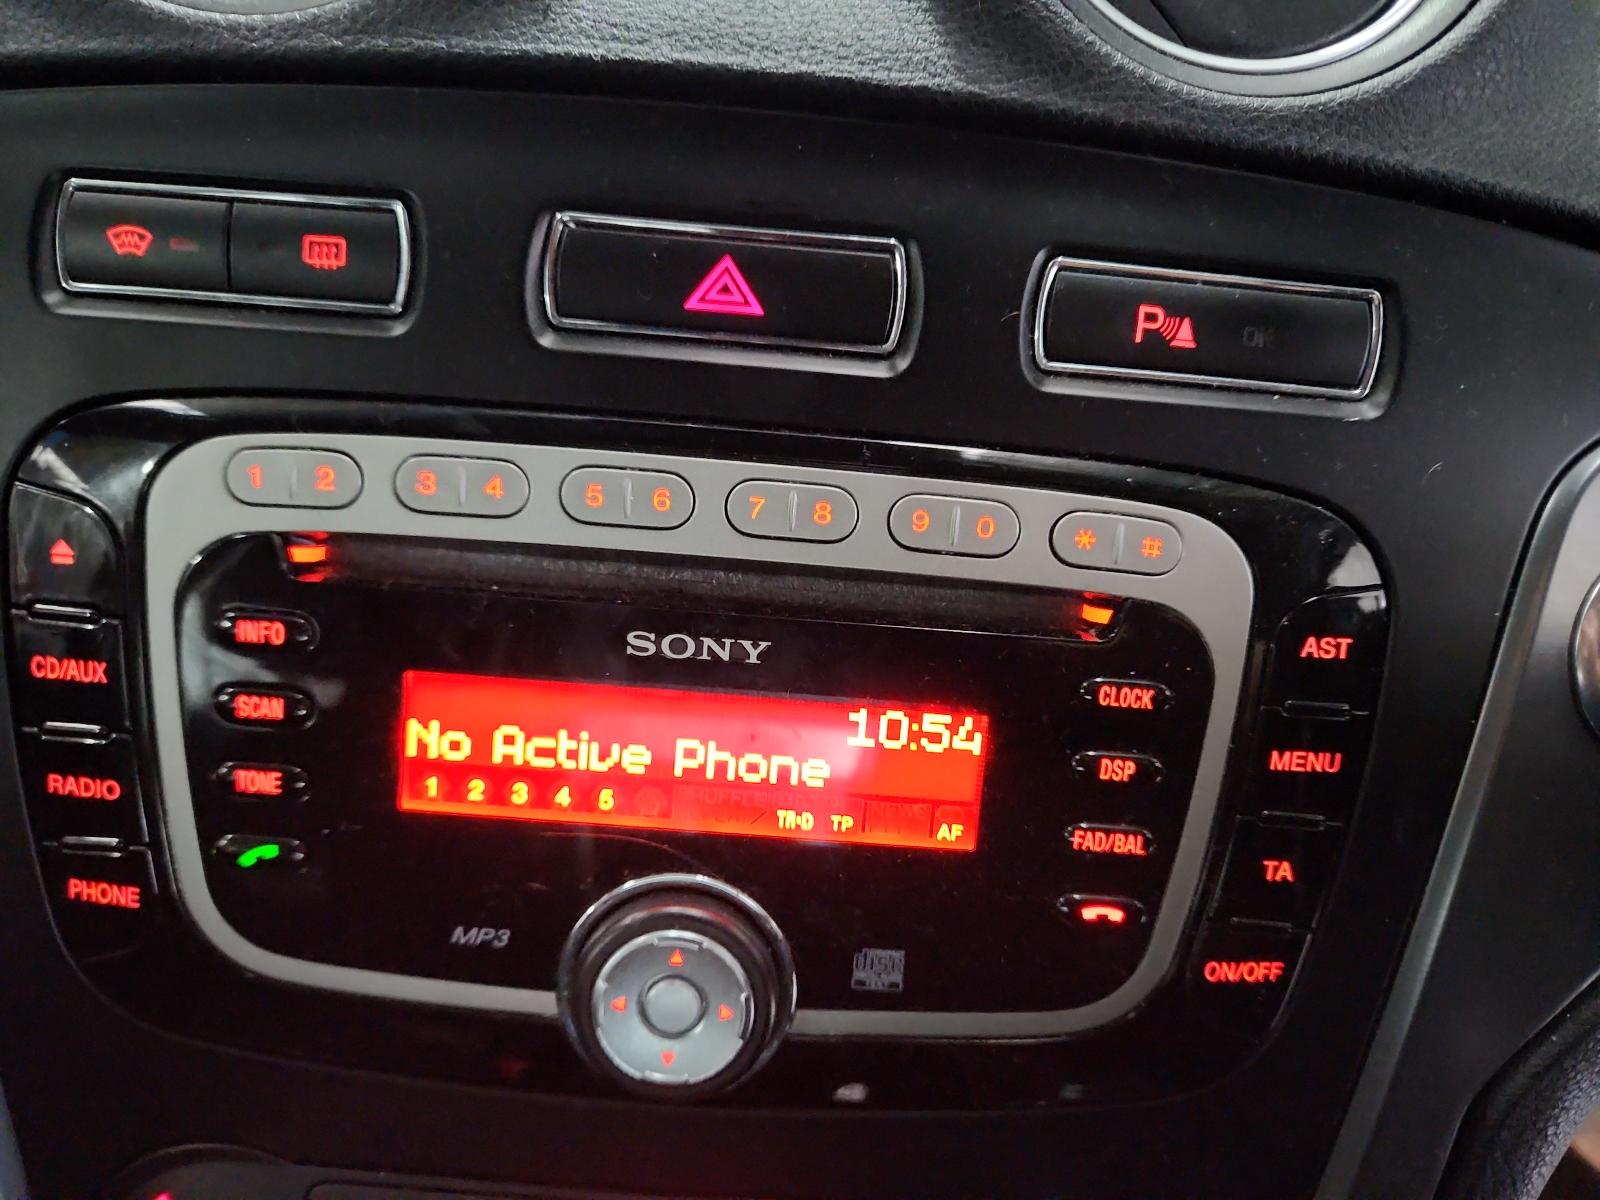 P ON
1 2 3 4 5 6 7 8 9 0 * #
SONY
INFO
SCAN
TONE
CD/AUX
RADIO
PHONE
10:54
No Active Phone
1 2 3 4 5
TP
AF
CLOCK
DSP
FAD/BAL
AST
MENU
TA
ON/OFF
MP3